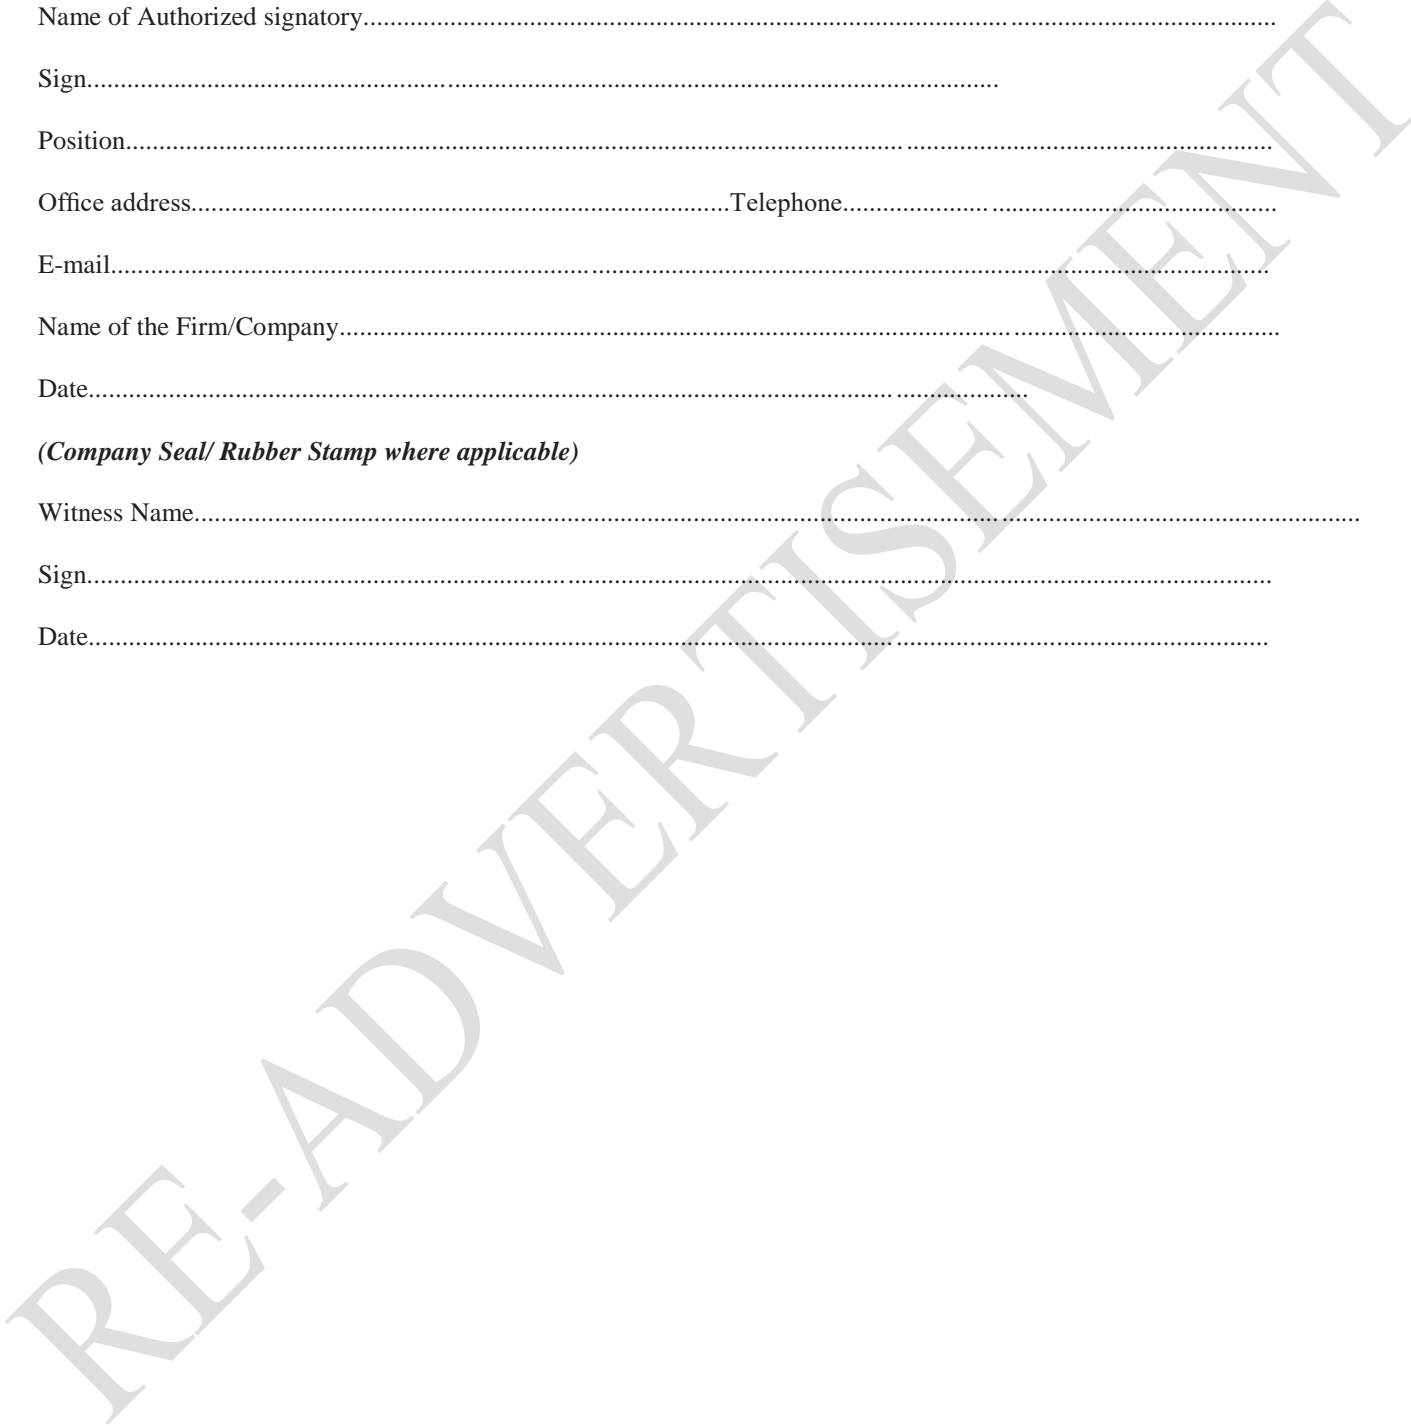 Name of Authorized signatory........................................................................................................................................
Sign........................................................................................................................................
Position........................................................................................................................................
Office address................................................................................Telephone...........................................................
E-mail........................................................................................................................................
Name of the Firm/Company........................................................................................................................................
Date........................................................................................................................................
(Company Seal/ Rubber Stamp where applicable)
Witness Name........................................................................................................................................
Sign........................................................................................................................................
Date........................................................................................................................................
RE-ADVERTISEMENT